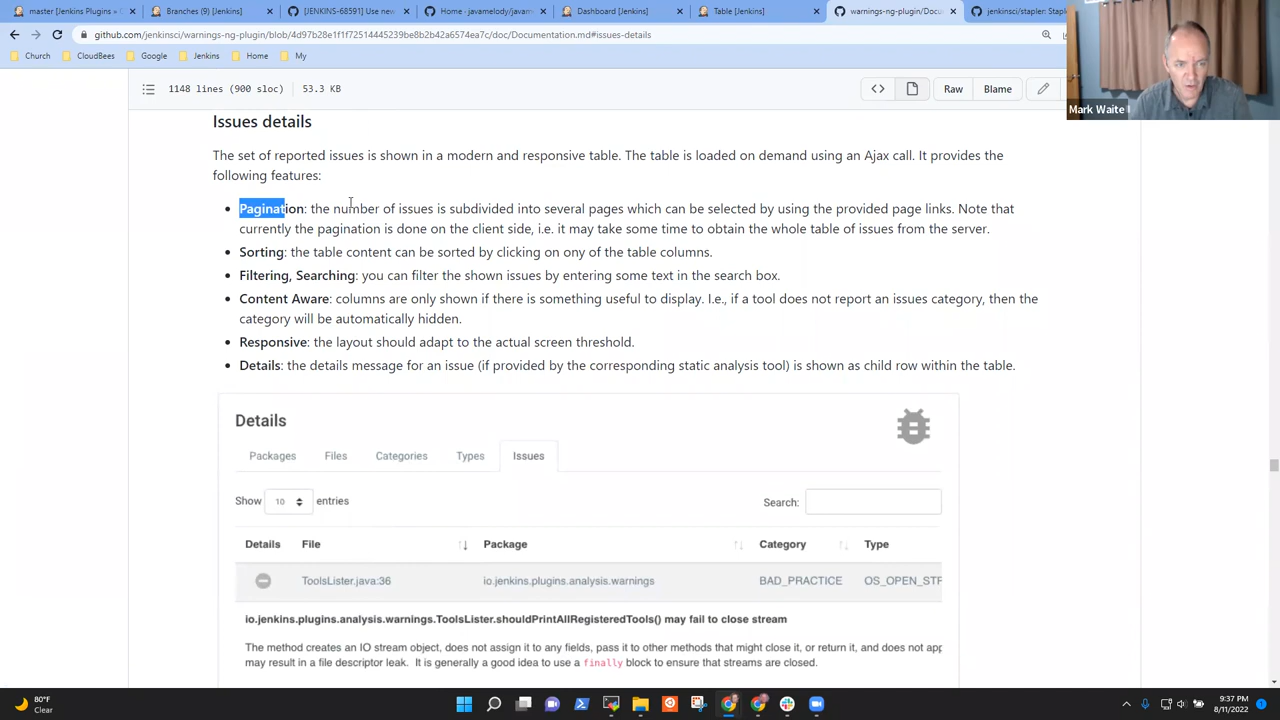 master [Jenkins Plugins » G
Branches (9) [Jenkins]
[JENKINS-68591] Use new
Home · javamelody/javam
Dashboard [Jenkins]
Table [Jenkins]
warnings-ng-plugin/Docu
jenkinsci/stapler: Stapl
github.com/jenkinsci/warnings-ng-plugin/blob/4d97b28e1f1f72514445239be8b2b42a6574ea7c/doc/Documentation.md#issues-details
Church
CloudBees
Google
Jenkins
Home
My
Mark Waite
1148 lines (900 sloc)
53.3 KB
Raw
Blame
Issues details
The set of reported issues is shown in a modern and responsive table. The table is loaded on demand using an Ajax call. It provides the
following features:
• Pagination: the number of issues is subdivided into several pages which can be selected by using the provided page links. Note that
currently the pagination is done on the client side, i.e. it may take some time to obtain the whole table of issues from the server.
• Sorting: the table content can be sorted by clicking on any of the table columns.
• Filtering, Searching: you can filter the shown issues by entering some text in the search box.
• Content Aware: columns are only shown if there is something useful to display. I.e., if a tool does not report an issues category, then the
category will be automatically hidden.
• Responsive: the layout should adapt to the actual screen threshold.
• Details: the details message for an issue (if provided by the corresponding static analysis tool) is shown as child row within the table.
Details
Packages
Files
Categories
Types
Issues
Show 10 entries
Search:
Details
File
Package
Category
Type
ToolsLister.java:36
io.jenkins.plugins.analysis.warnings
BAD_PRACTICE
OS_OPEN_STR
io.jenkins.plugins.analysis.warnings.ToolsLister.shouldPrintAllRegisteredTools() may fail to close stream
The method creates an IO stream object, does not assign it to any fields, pass it to other methods that might close it, or return it, and does not app
may result in a file descriptor leak. It is generally a good idea to use a finally block to ensure that streams are closed.
80°F
Clear
9:37 PM
8/11/2022